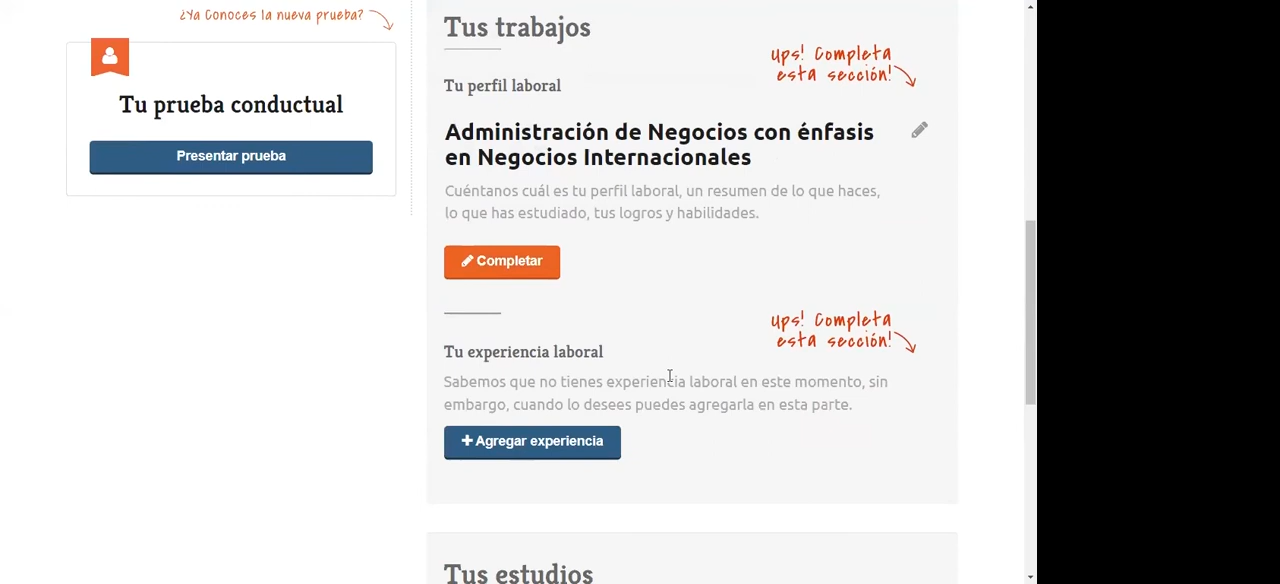 ¿Ya Conoces la nueva prueba?
Tu prueba conductual
Presentar prueba
Tus trabajos
Ups! Completa
esta sección!
Tu perfil laboral
Administración de Negocios con énfasis
en Negocios Internacionales
Cuéntanos cuál es tu perfil laboral, un resumen de lo que haces,
lo que has estudiado, tus logros y habilidades.
Completar
Ups! Completa
esta sección!
Tu experiencia laboral
Sabemos que no tienes experiencia laboral en este momento, sin
embargo, cuando lo desees puedes agregarla en esta parte.
+ Agregar experiencia
Tus estudios